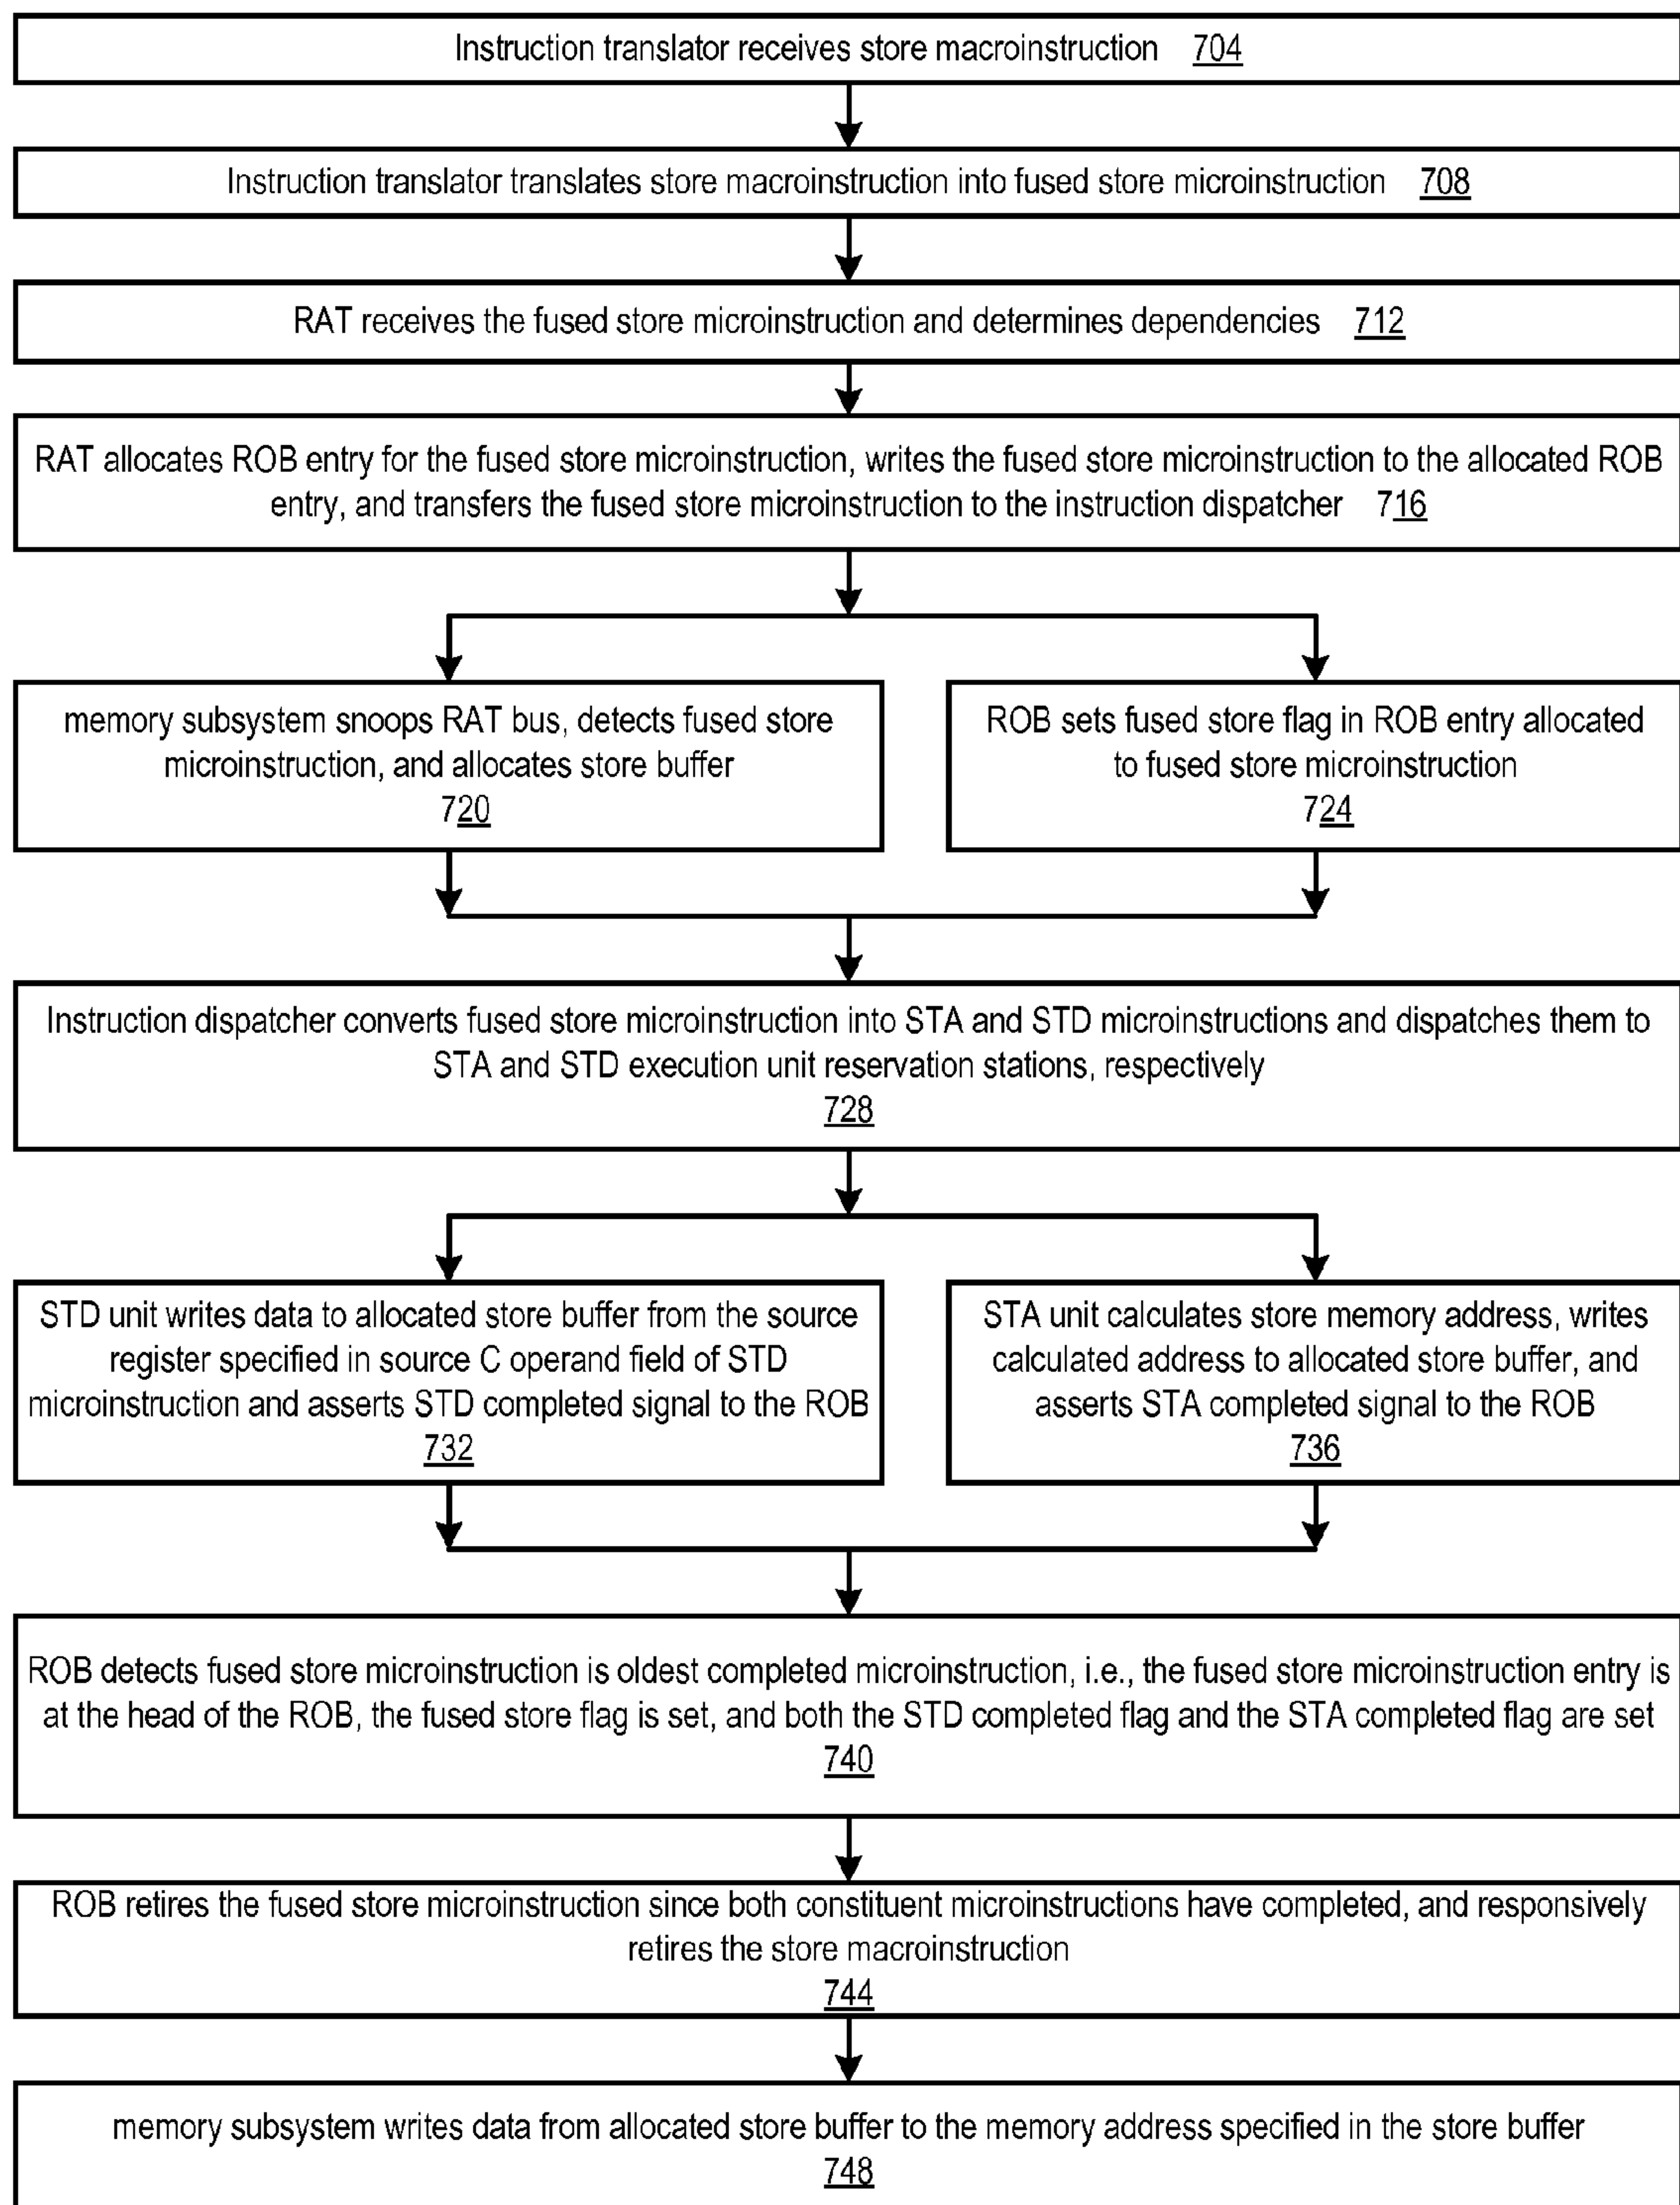 Instruction translator receives store macroinstruction 704
Instruction translator translates store macroinstruction into fused store microinstruction 708
RAT receives the fused store microinstruction and determines dependencies 712
RAT allocates ROB entry for the fused store microinstruction, writes the fused store microinstruction to the allocated ROB
entry, and transfers the fused store microinstruction to the instruction dispatcher 716
memory subsystem snoops RAT bus, detects fused store
microinstruction, and allocates store buffer
720
ROB sets fused store flag in ROB entry allocated
to fused store microinstruction
724
Instruction dispatcher converts fused store microinstruction into STA and STD microinstructions and dispatches them to
STA and STD execution unit reservation stations, respectively
728
STD unit writes data to allocated store buffer from the source
register specified in source C operand field of STD
microinstruction and asserts STD completed signal to the ROB
732
STA unit calculates store memory address, writes
calculated address to allocated store buffer, and
asserts STA completed signal to the ROB
736
ROB detects fused store microinstruction is oldest completed microinstruction, i.e., the fused store microinstruction entry is
at the head of the ROB, the fused store flag is set, and both the STD completed flag and the STA completed flag are set
740
ROB retires the fused store microinstruction since both constituent microinstructions have completed, and responsively
retires the store macroinstruction
744
memory subsystem writes data from allocated store buffer to the memory address specified in the store buffer
748